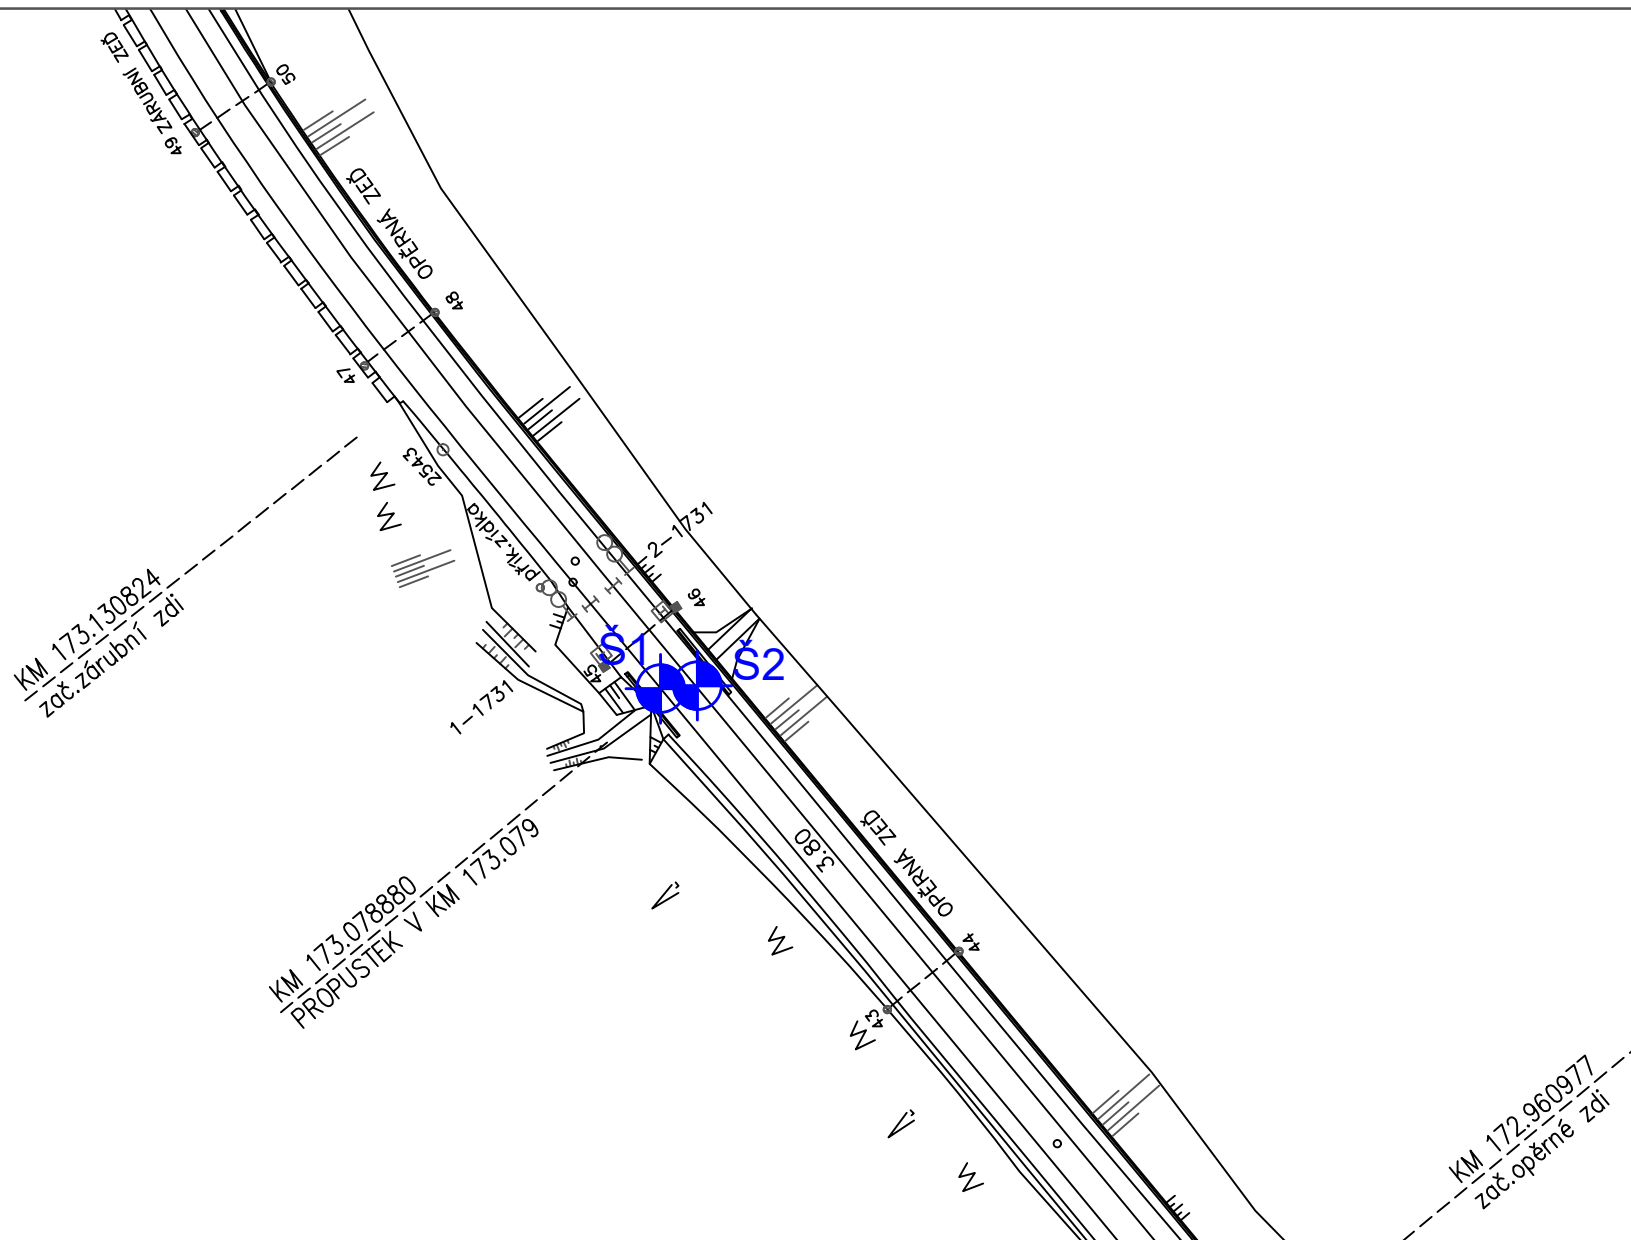 50
49 ZÁRUBNÍ ZEĎ
OPĚRNÁ ZEĎ
48
47
2543
přík.zídka
2-1731
46
KM 173.130824
zač.zárubní zdi
Š1
Š2
45
1-1731
3.80
OPĚRNÁ ZEĎ
KM 173.078880
PROPUSTEK V KM 173.079
44
43
KM 172.960977
zač.opěrné zdi